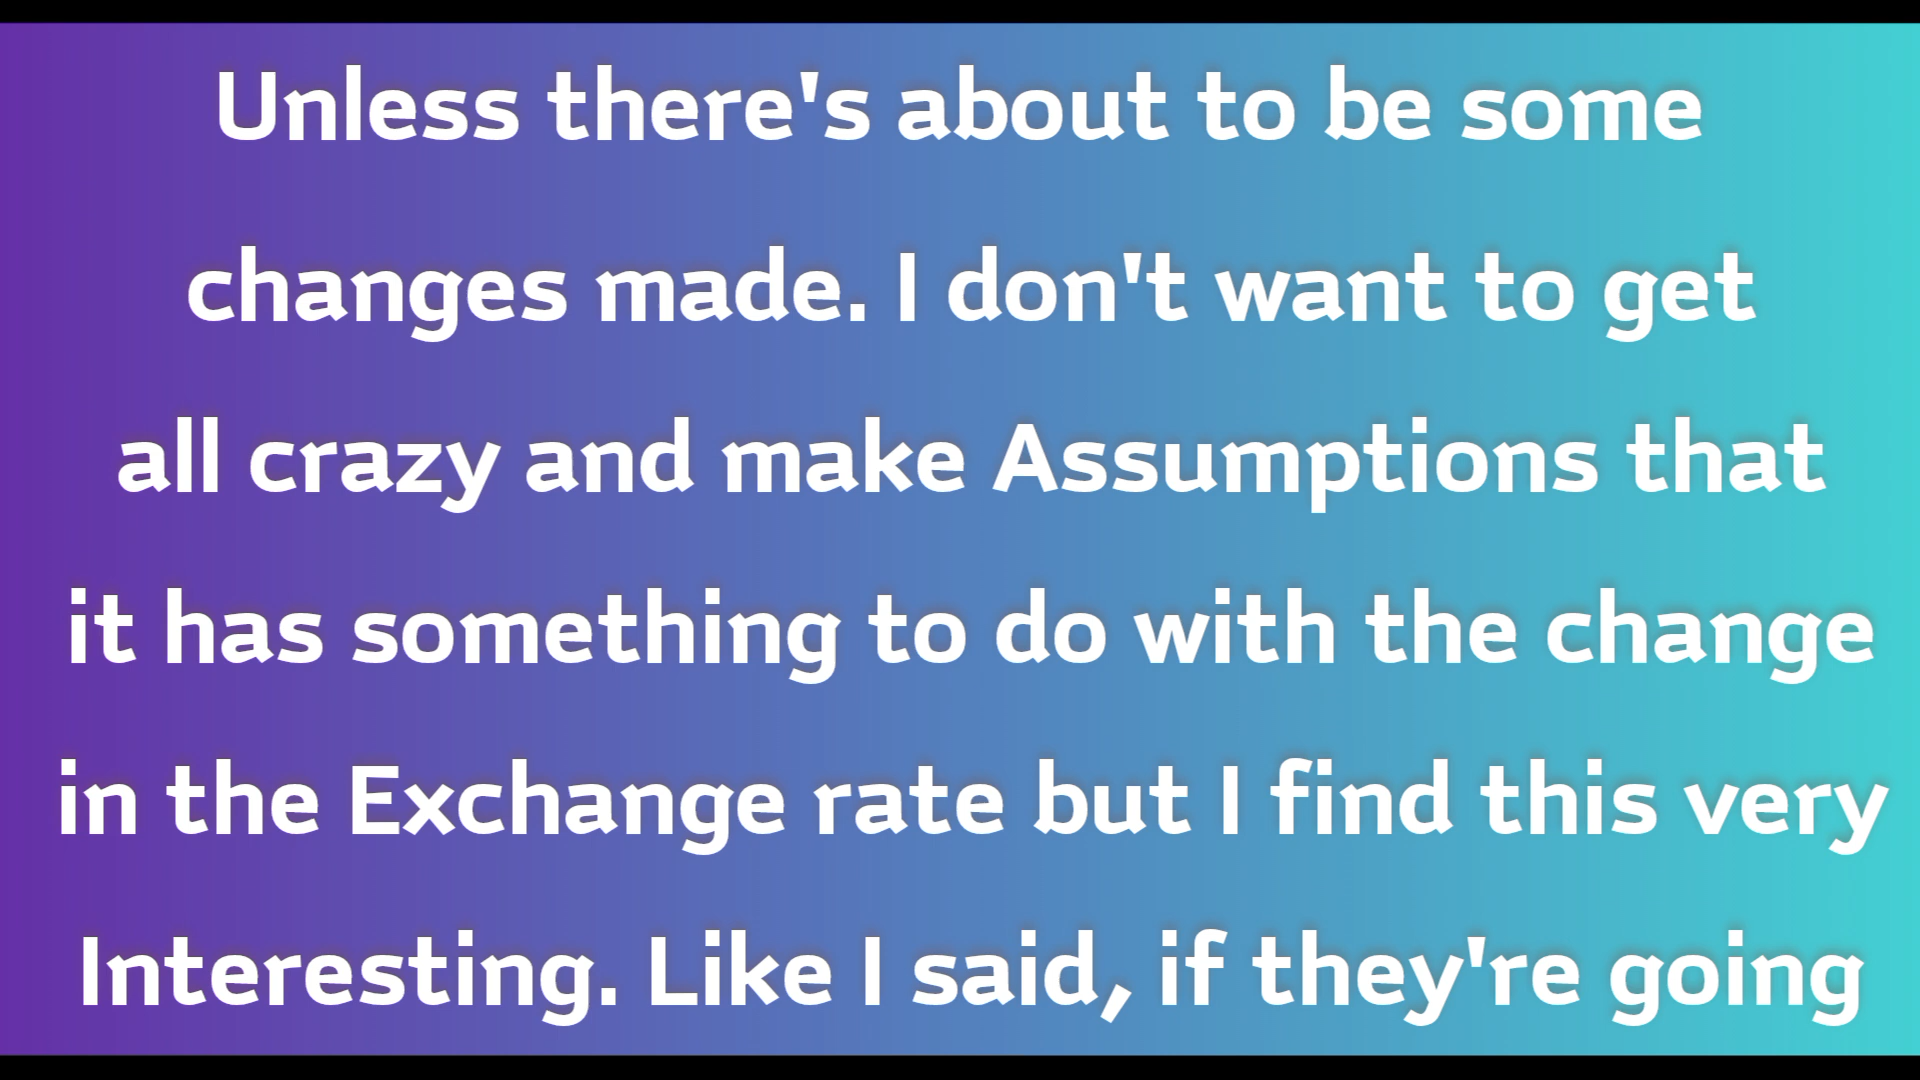 Unless there's about to be some
changes made. I don't want to get
all crazy and make Assumptions that
it has something to do with the change
in the Exchange rate but I find this very
Interesting. Like I said, if they're going